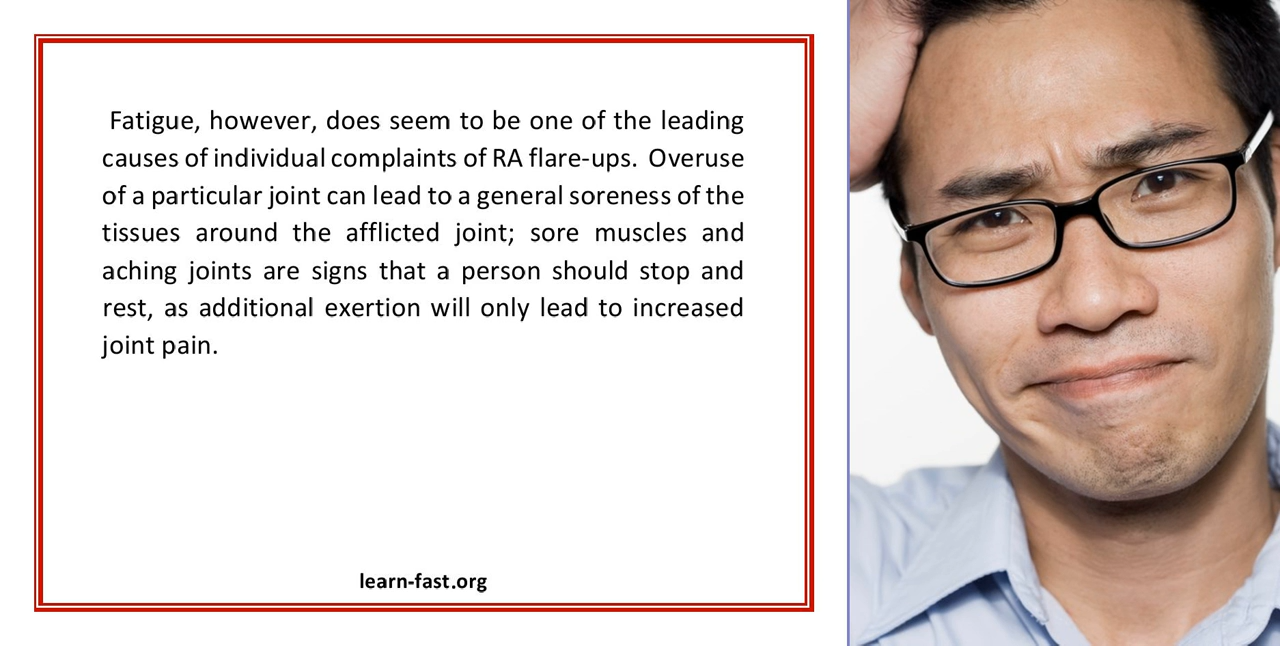 Fatigue, however, does seem to be one of the leading
causes of individual complaints of RA flare-ups.  Overuse
of a particular joint can lead to a general soreness of the
tissues around the afflicted joint; sore muscles and
aching joints are signs that a person should stop and
rest, as additional exertion will only lead to increased
joint pain.
learn-fast.org